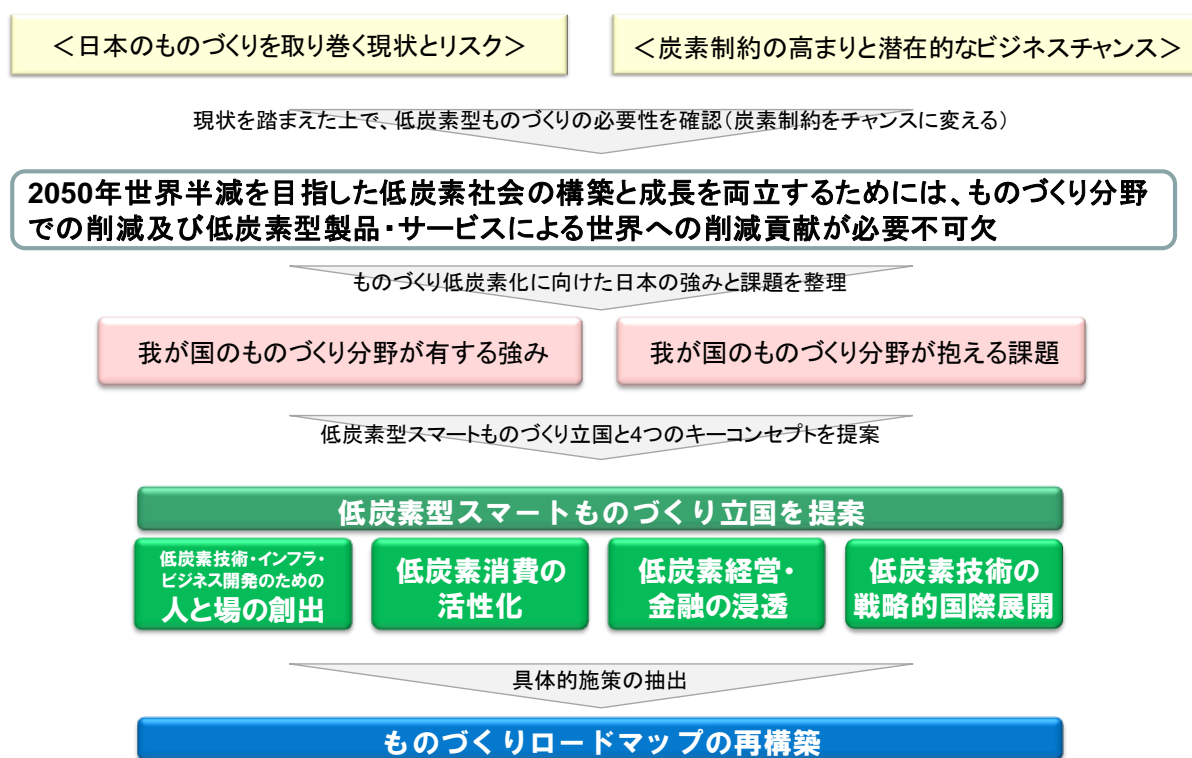 ＜日本のものづくりを取り巻く現状とリスク＞
＜炭素制約の高まりと潜在的なビジネスチャンス＞
現状を踏まえた上で、低炭素型ものづくりの必要性を確認（炭素制約をチャンスに変える）
2050年世界半減を目指した低炭素社会の構築と成長を両立するためには、ものづくり分野
での削減及び低炭素型製品・サービスによる世界への削減貢献が必要不可欠
ものづくり低炭素化に向けた日本の強みと課題を整理
我が国のものづくり分野が有する強み
我が国のものづくり分野が抱える課題
低炭素型スマートものづくり立国と4つのキーコンセプトを提案
低炭素型スマートものづくり立国を提案
低炭素技術・インフラ・
ビジネス開発のための
人と場の創出
低炭素消費の
活性化
低炭素経営・
金融の浸透
低炭素技術の
戦略的国際展開
具体的施策の抽出
ものづくりロードマップの再構築